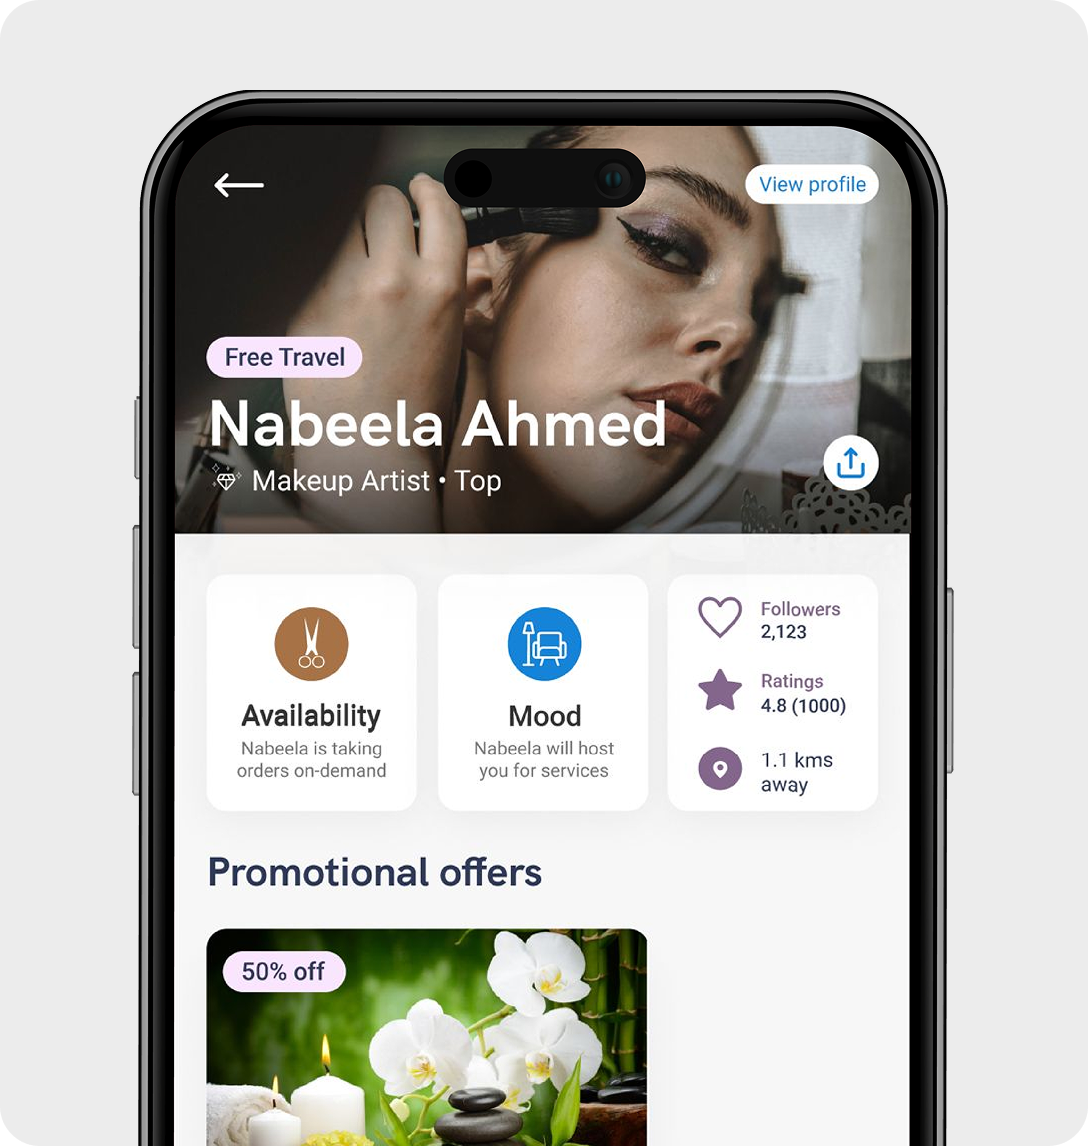 View profile
Free Travel
Nabeela Ahmed
Makeup Artist • Top
Availability
Nabeela is taking
orders on-demand
Mood
Nabeela will host
you for services
Followers
2,123
Ratings
4.8 (1000)
1.1 kms
away
Promotional offers
50% off